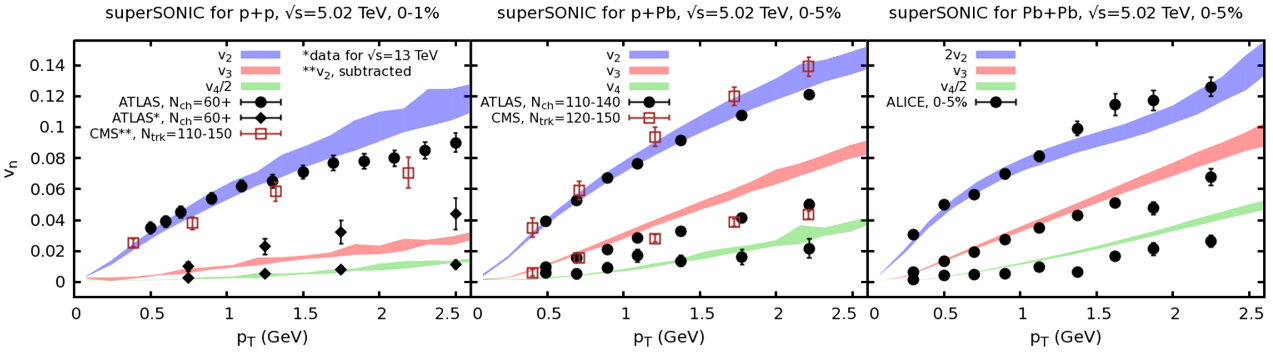 superSONIC for p+p, √s=5.02 TeV, 0-1%
superSONIC for p+Pb, √s=5.02 TeV, 0-5%
superSONIC for Pb+Pb, √s=5.02 TeV, 0-5%
vn
0.14
0.12
0.1
0.08
0.06
0.04
0.02
0
v2
v3
v4/2
ATLAS, Nch=60+
ATLAS*, Nch=60+
CMS**, Ntrk=110-150
*data for √s=13 TeV
**v2, subtracted
0 0.5 1 1.5 2 2.5
pT (GeV)
v2
v3
v4
ATLAS, Nch=110-140
CMS, Ntrk=120-150
0 0.5 1 1.5 2 2.5
pT (GeV)
2v2
v3
v4/2
ALICE, 0-5%
0 0.5 1 1.5 2 2.5
pT (GeV)